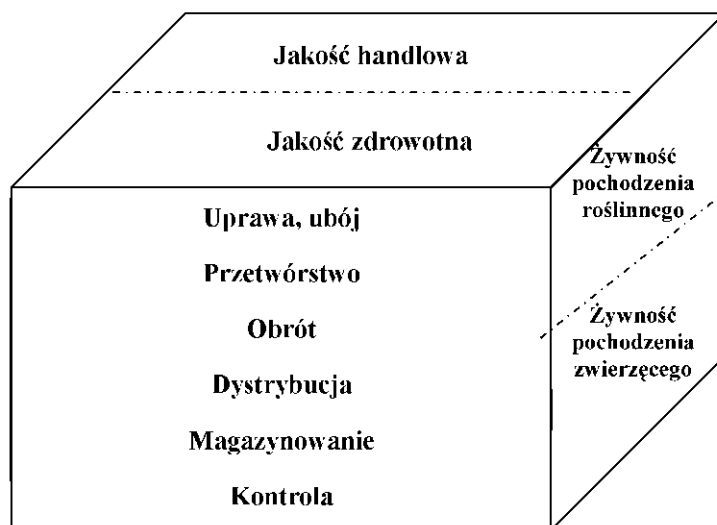 Jakość handlowa
Jakość zdrowotna
Żywność
pochodzenia
roślinnego
Uprawa, ubój
Przetwórstwo
Obrót
Dystrybucja
Magazynowanie
Kontrola
Żywność
pochodzenia
zwierzęcego